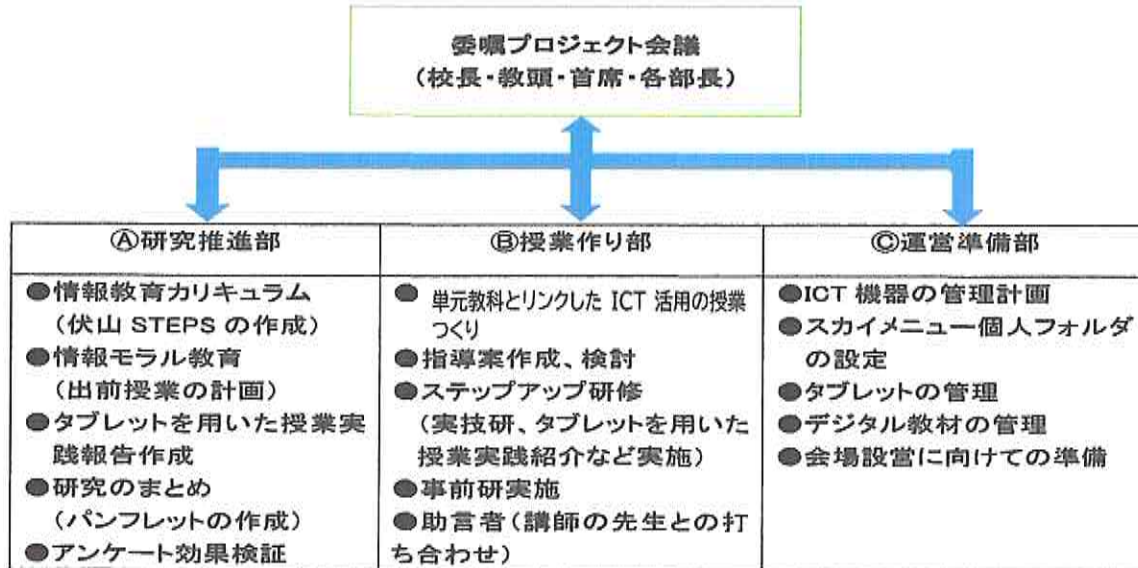 委嘱プロジェクト会議
(校長・教頭・首席・各部長)
Ⓐ研究推進部
●情報教育カリキュラム
(伏山 STEPS の作成)
●情報モラル教育
(出前授業の計画)
●タブレットを用いた授業実
践報告作成
●研究のまとめ
(パンフレットの作成)
●アンケート効果検証
Ⓑ授業作り部
● 単元教科とリンクした ICT 活用の授業
つくり
●指導案作成、検討
●ステップアップ研修
(実技研、タブレットを用いた
授業実践紹介など実施)
●事前研実施
●助言者(講師の先生との打
ち合わせ)
Ⓒ運営準備部
●ICT 機器の管理計画
●スカイメニュー個人フォルダ
の設定
●タブレットの管理
●デジタル教材の管理
●会場設営に向けての準備